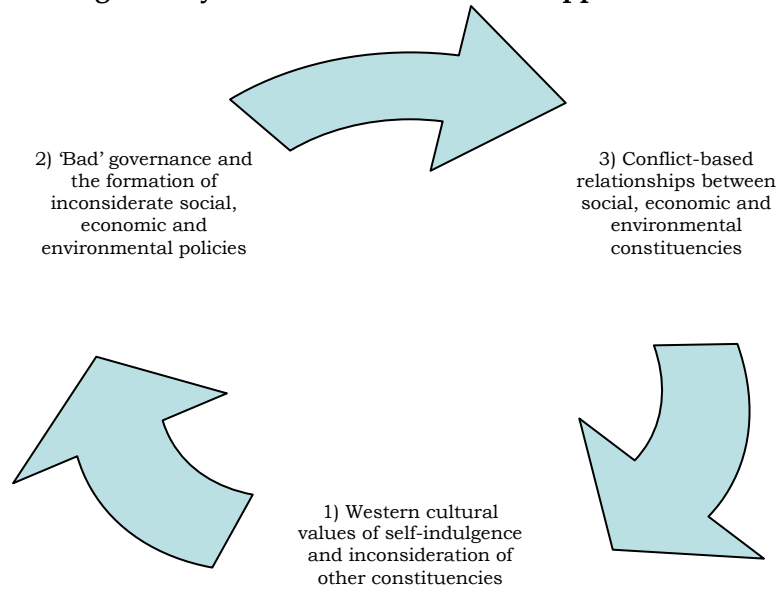 2) ‘Bad’ governance and
the formation of
inconsiderate social,
economic and
environmental policies
3) Conflict-based
relationships between
social, economic and
environmental
constituencies
1) Western cultural
values of self-indulgence
and inconsideration of
other constituencies